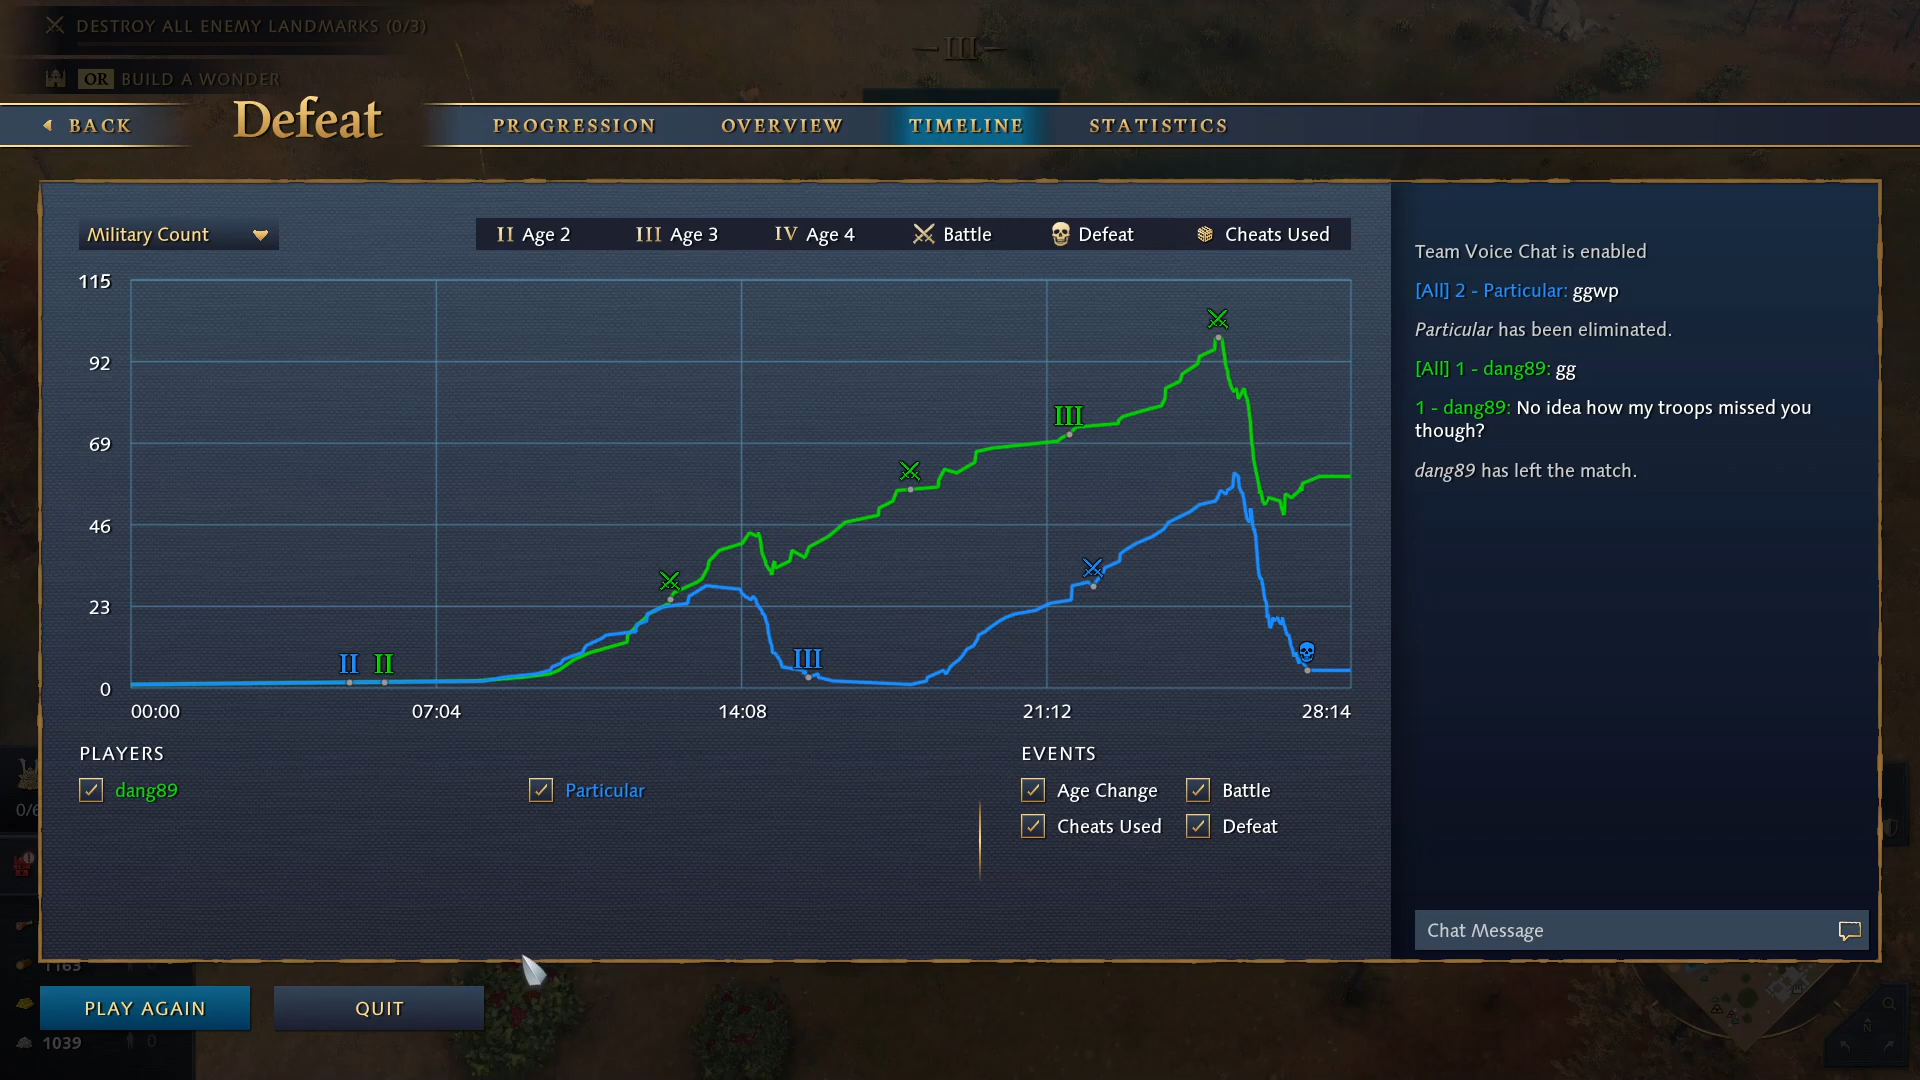 DESTROY ALL ENEMY LANDMARKS (0/3)
III
OR BUILD A WONDER
BACK
Defeat
PROGRESSION
OVERVIEW
TIMELINE
STATISTICS
Military Count
II Age 2
III Age 3
IV Age 4
Battle
Defeat
Cheats Used
115
92
69
46
23
0
II
II
III
III
00:00
07:04
14:08
21:12
28:14
PLAYERS
dang89
Particular
EVENTS
Age Change
Battle
Cheats Used
Defeat
Team Voice Chat is enabled
[All] 2 - Particular: ggwp
Particular has been eliminated.
[All] 1 - dang89: gg
1 - dang89: No idea how my troops missed you
though?
dang89 has left the match.
Chat Message
0/6
1163
PLAY AGAIN
QUIT
1039
0
N